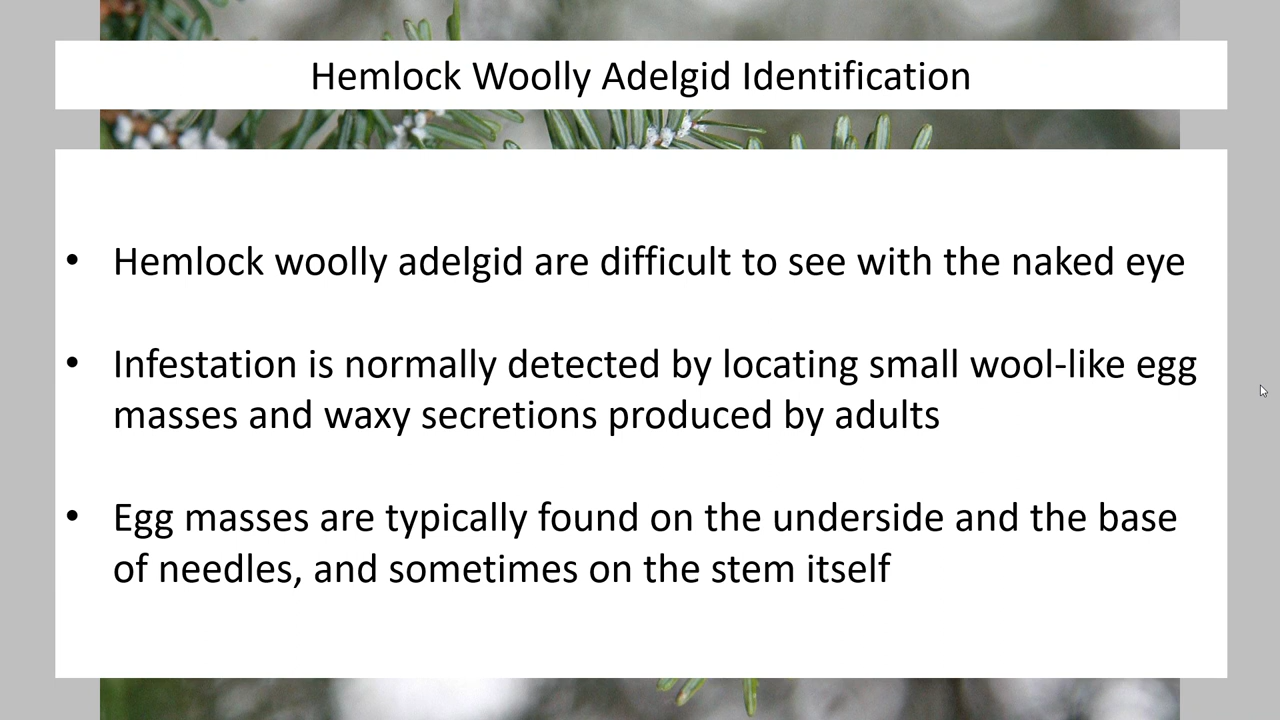 Hemlock Woolly Adelgid Identification
• Hemlock woolly adelgid are difficult to see with the naked eye
• Infestation is normally detected by locating small wool-like egg
masses and waxy secretions produced by adults
• Egg masses are typically found on the underside and the base
of needles, and sometimes on the stem itself